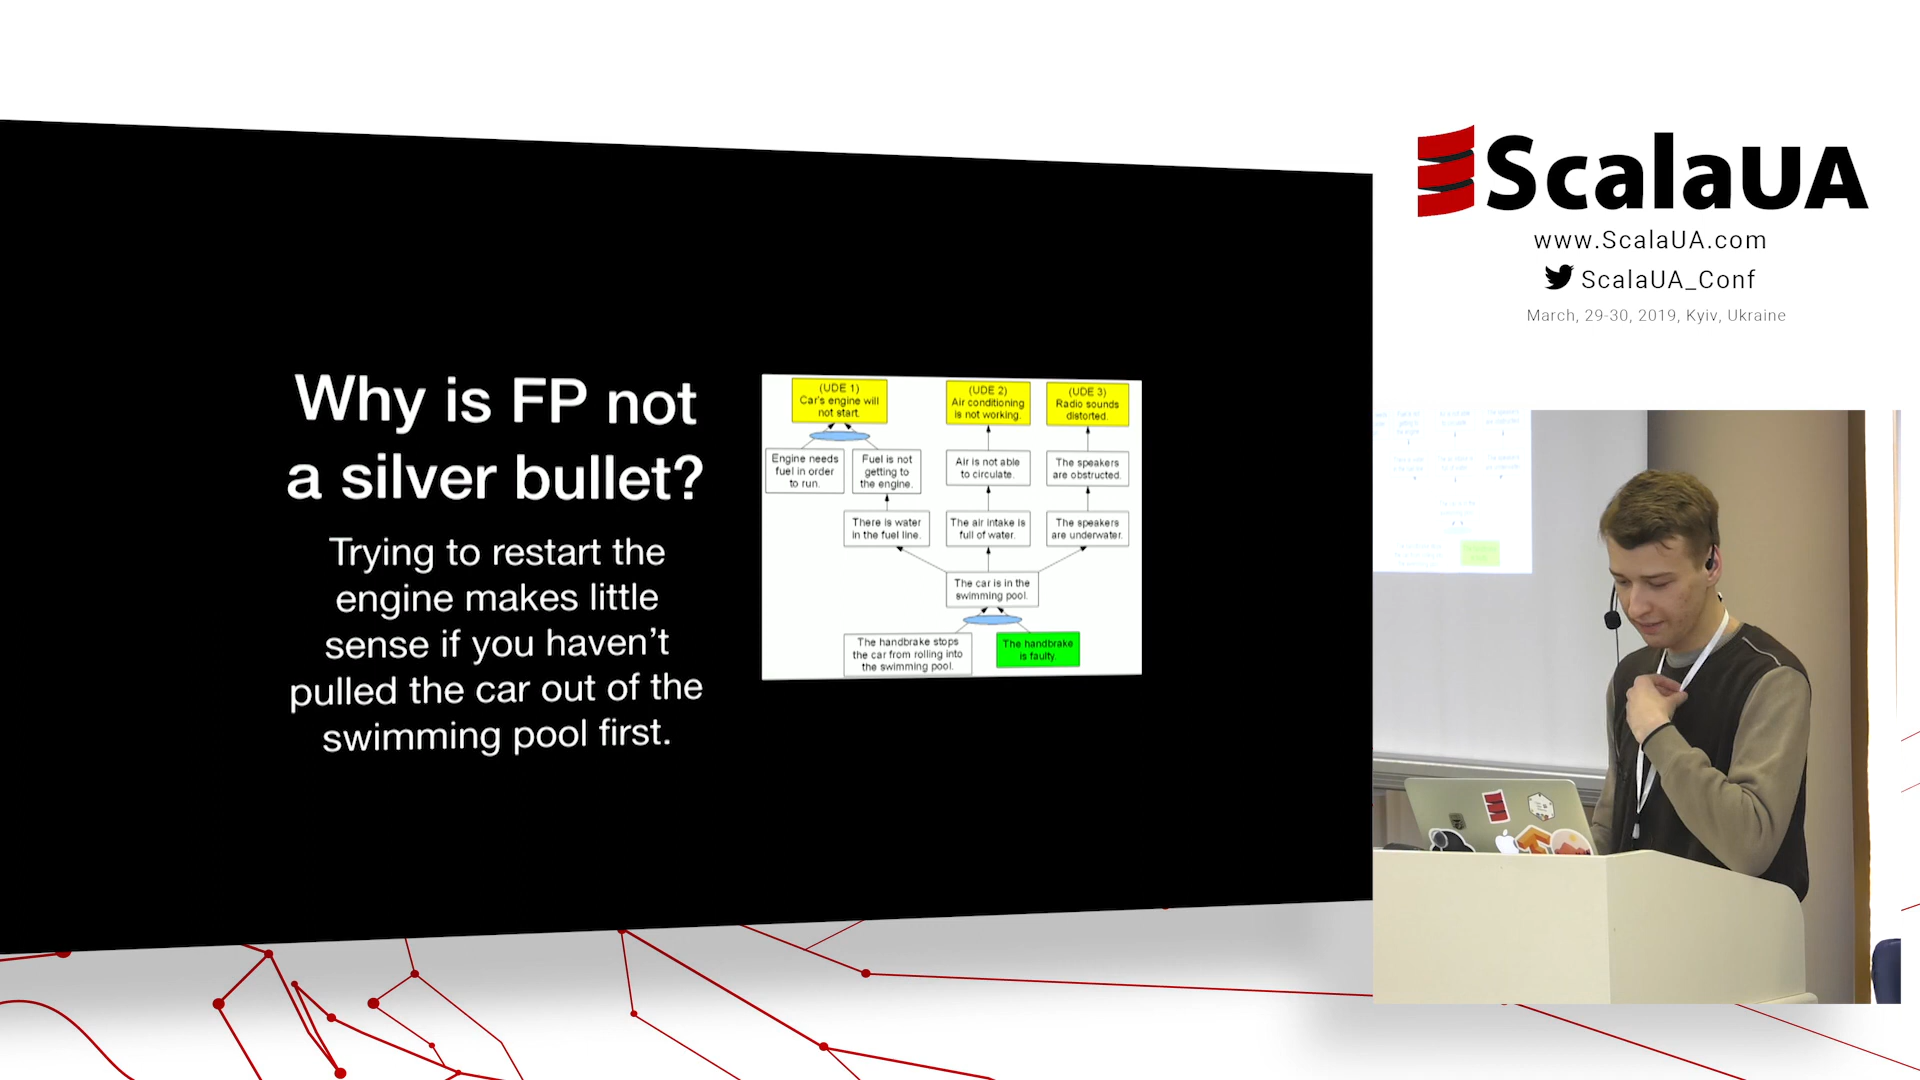 Why is FP not
a silver bullet?
Trying to restart the
engine makes little
sense if you haven't
pulled the car out of the
swimming pool first.
(UDE 1)
Car's engine will
not start.
(UDE 2)
Air conditioning
is not working.
(UDE 3)
Radio sounds
distorted.
Engine needs
fuel in order
to run.
Fuel is not
getting to
the engine.
Air is not able
to circulate.
The speakers
are obstructed.
There is water
in the fuel line.
The air intake is
full of water.
The speakers
are underwater.
The car is in the
swimming pool.
The handbrake stops
the car from rolling into
the swimming pool.
The handbrake
is faulty.
ScalaUA
www.ScalaUA.com
ScalaUA_Conf
March, 29-30, 2019, Kyiv, Ukraine